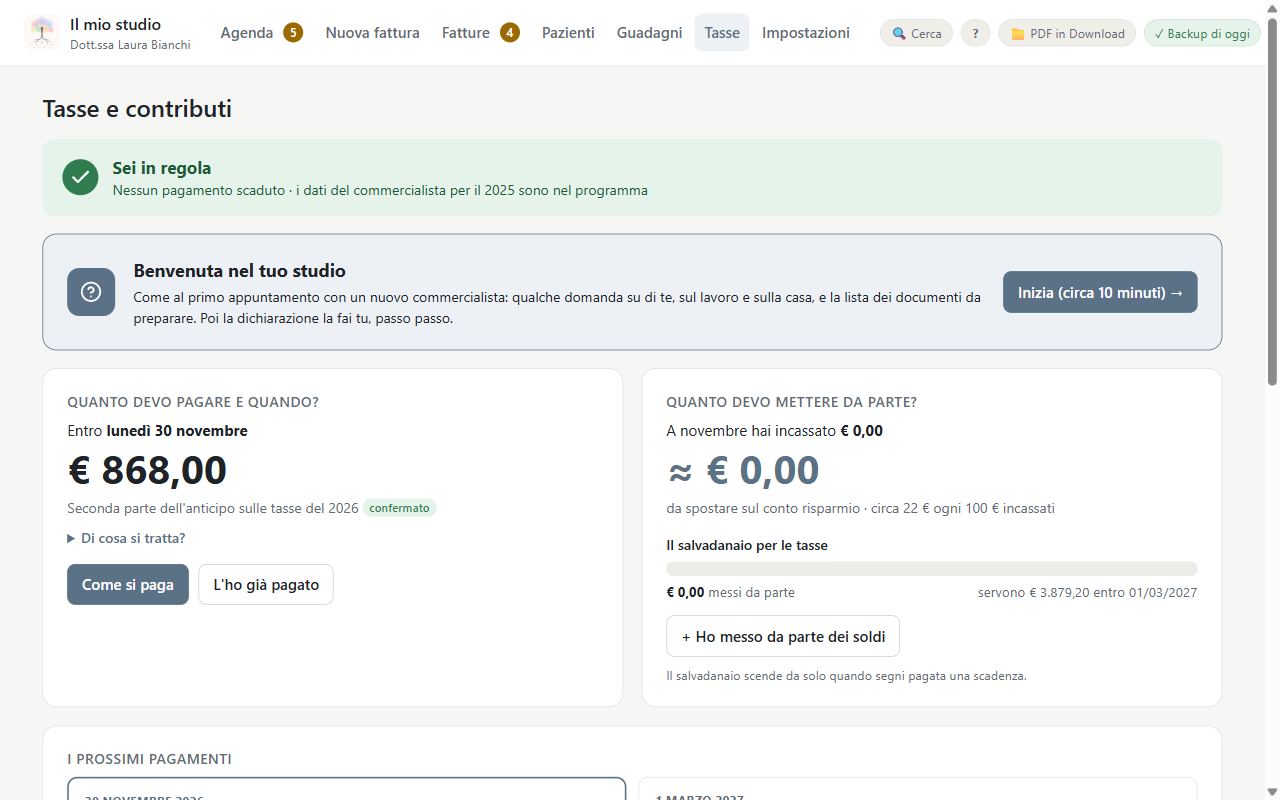 Il mio studio
Dott.ssa Laura Bianchi
Agenda 5
Nuova fattura
Fatture 4
Pazienti
Guadagni
Tasse
Impostazioni
Cerca
?
PDF in Download
✓ Backup di oggi
Tasse e contributi
Sei in regola
Nessun pagamento scaduto · i dati del commercialista per il 2025 sono nel programma
Benvenuta nel tuo studio
Come al primo appuntamento con un nuovo commercialista: qualche domanda su di te, sul lavoro e sulla casa, e la lista dei documenti da
preparare. Poi la dichiarazione la fai tu, passo passo.
Inizia (circa 10 minuti) →
QUANTO DEVO PAGARE E QUANDO?
Entro lunedì 30 novembre
€ 868,00
Seconda parte dell'anticipo sulle tasse del 2026 confermato
▶ Di cosa si tratta?
Come si paga
L'ho già pagato
QUANTO DEVO METTERE DA PARTE?
A novembre hai incassato € 0,00
≈ € 0,00
da spostare sul conto risparmio · circa 22 € ogni 100 € incassati
Il salvadanaio per le tasse
€ 0,00 messi da parte
servono € 3.879,20 entro 01/03/2027
+ Ho messo da parte dei soldi
Il salvadanaio scende da solo quando segni pagata una scadenza.
I PROSSIMI PAGAMENTI
30 NOVEMBRE 2026
1 MARZO 2027